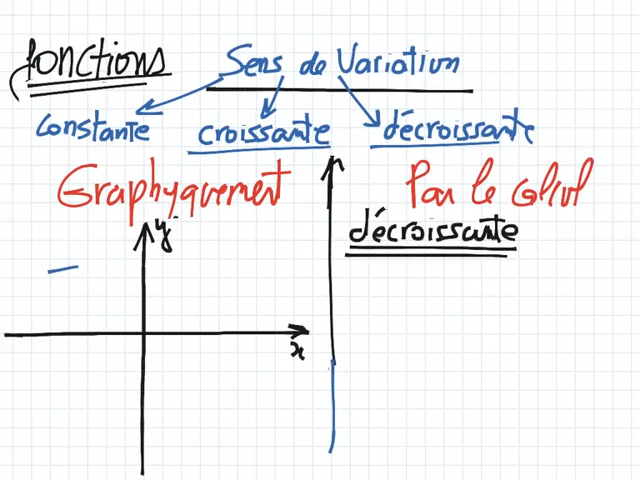 fonctions Sens de Variation
constante croissante décroissante
Graphyquement Par le calcul
décroissante
y
x